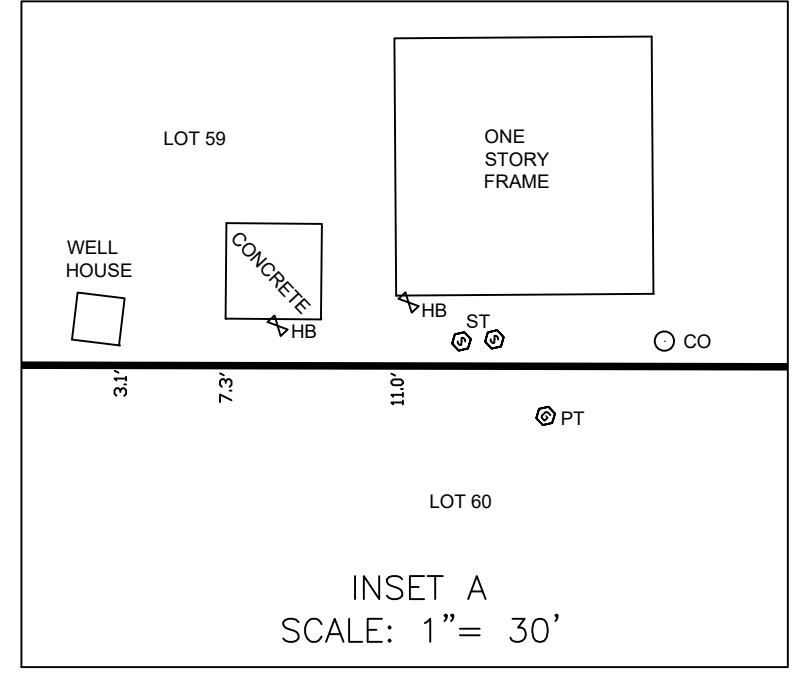 LOT 59
ONE
STORY
FRAME
WELL
HOUSE
CONCRETE
HB
HB
ST
S
S
CO
3.1'
7.3'
11.0'
G
PT
LOT 60
INSET A
SCALE: 1"= 30'